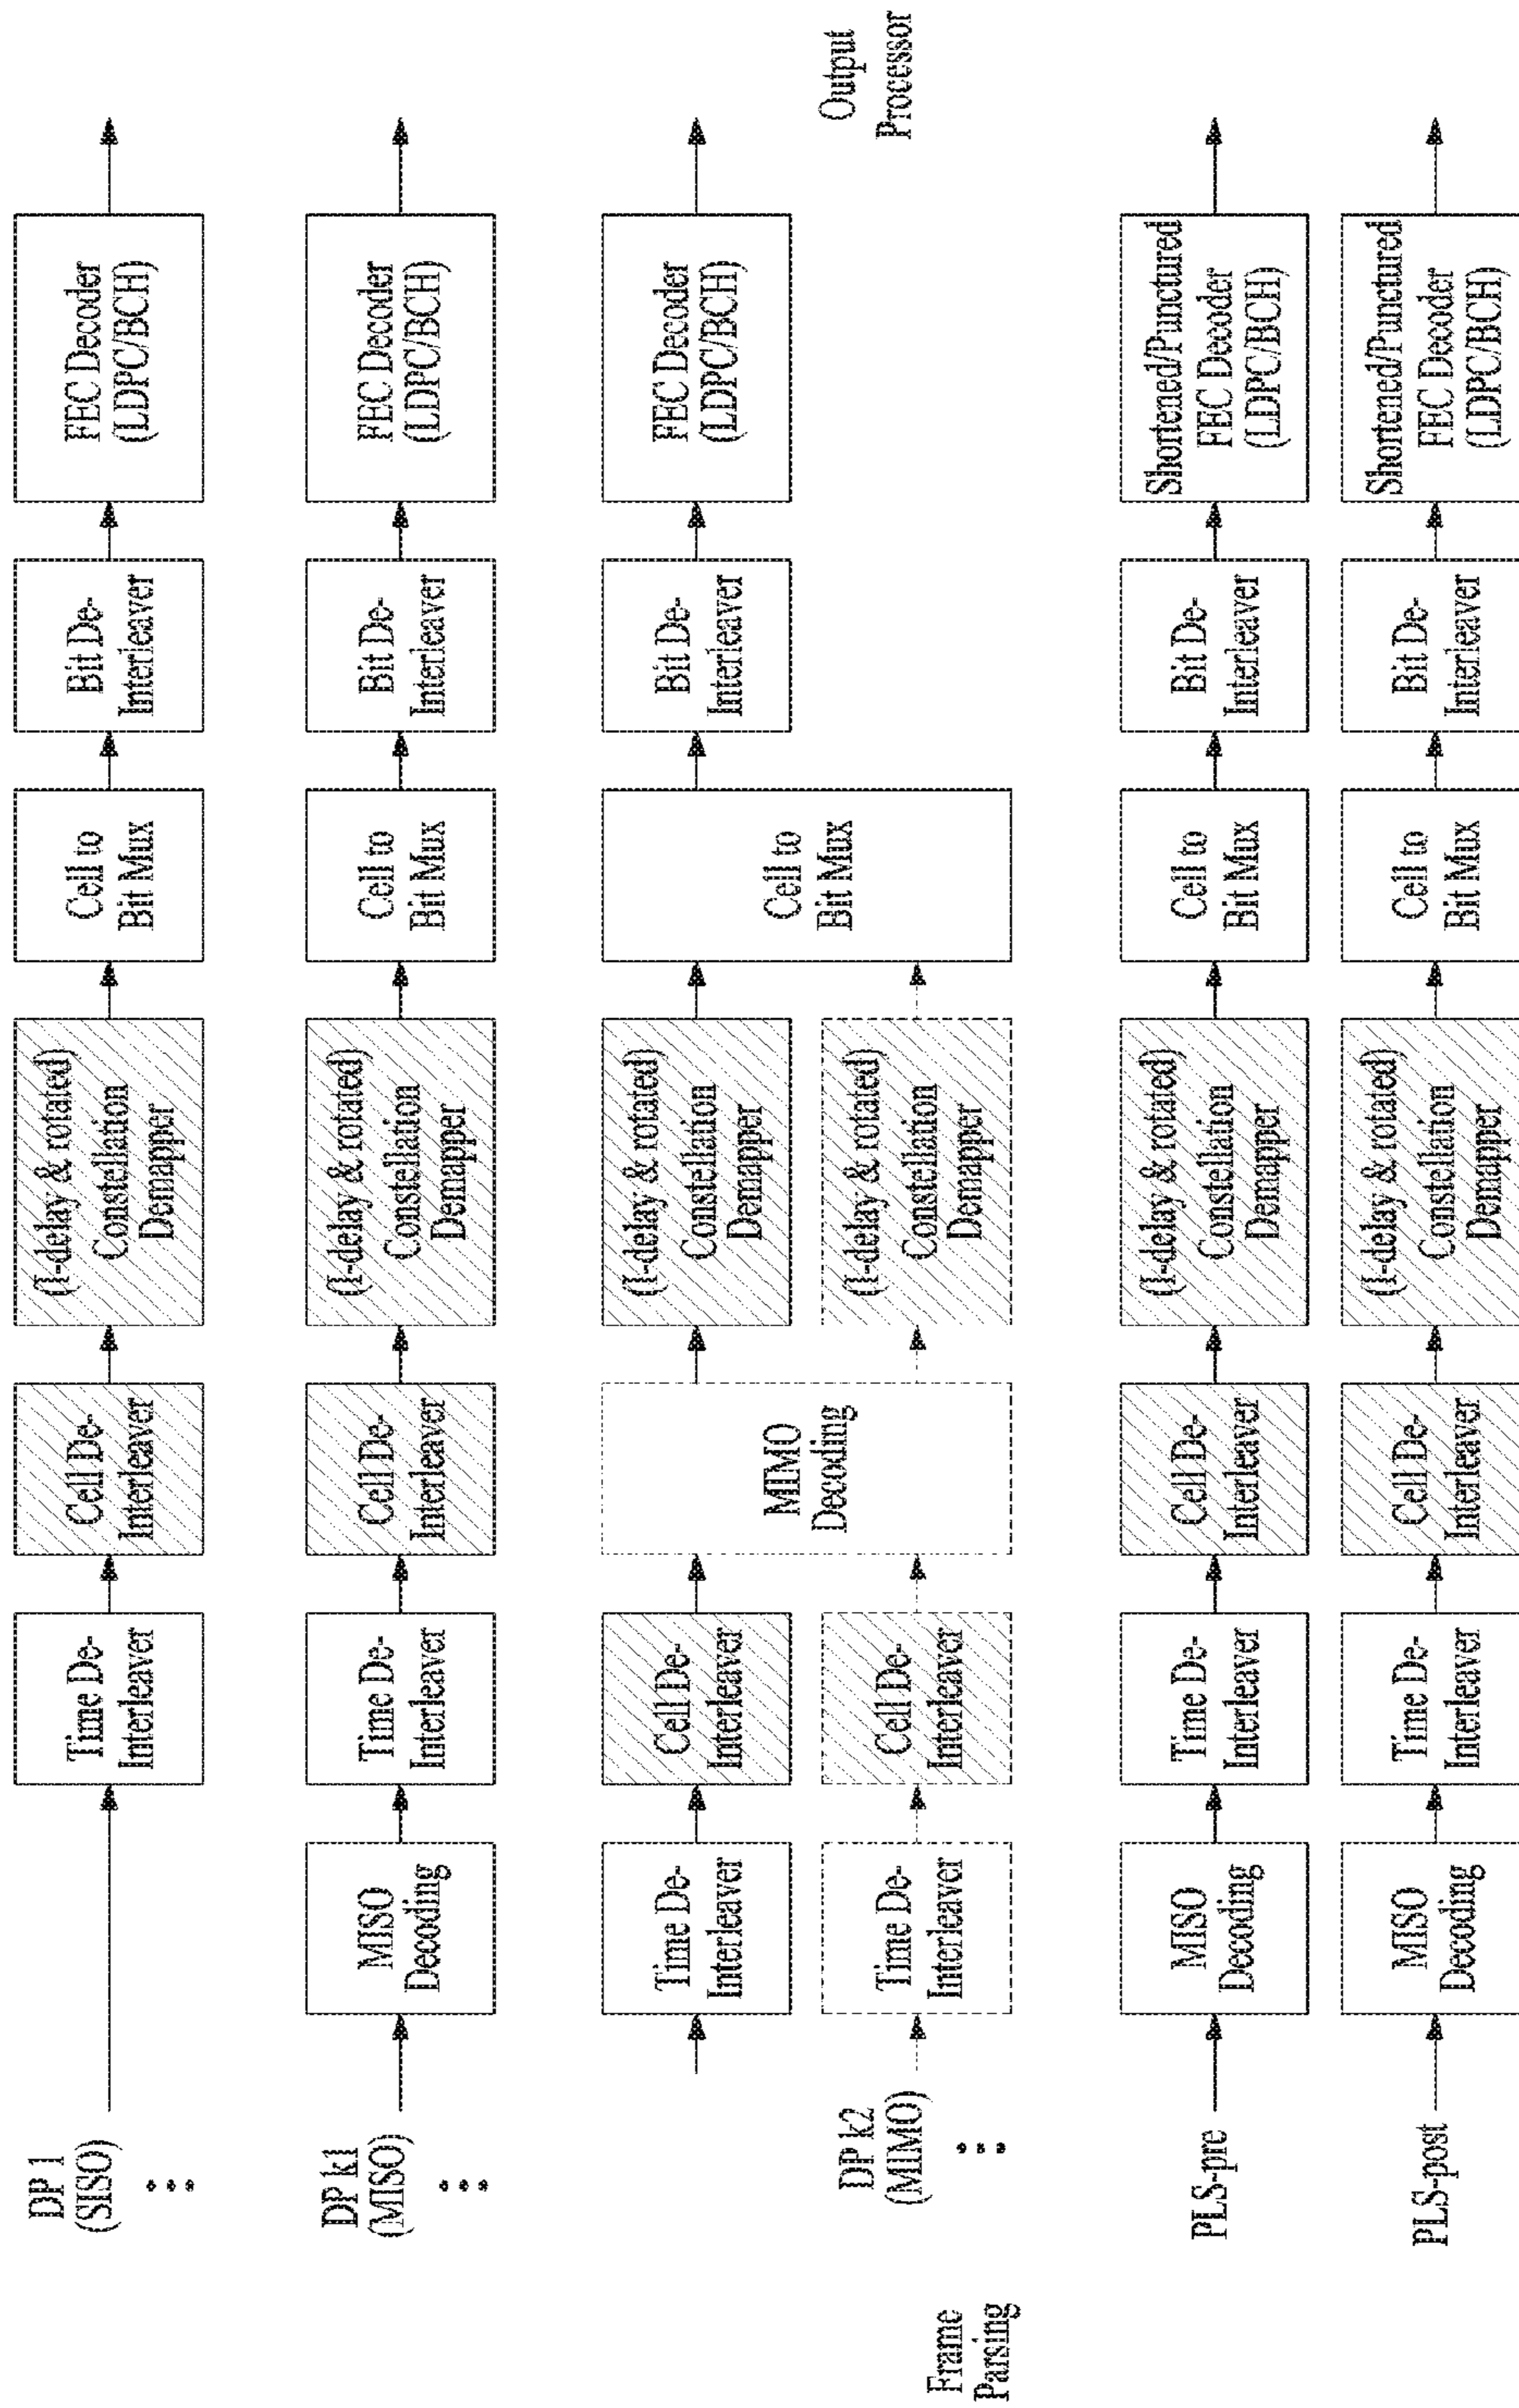 DP 1
(SISO)
Time De-
Interleaver
Cell De-
Interleaver
(I-delay & rotated)
Constellation
Demapper
Cell to
Bit Mux
Bit De-
Interleaver
FEC Decoder
(LDPC/BCH)
DP k1
(MISO)
MISO
Decoding
Time De-
Interleaver
Cell De-
Interleaver
(I-delay & rotated)
Constellation
Demapper
Cell to
Bit Mux
Bit De-
Interleaver
FEC Decoder
(LDPC/BCH)
Time De-
Interleaver
Cell De-
Interleaver
MIMO
Decoding
(I-delay & rotated)
Constellation
Demapper
Cell to
Bit Mux
Bit De-
Interleaver
FEC Decoder
(LDPC/BCH)
DP k2
(MIMO)
Time De-
Interleaver
Cell De-
Interleaver
(I-delay & rotated)
Constellation
Demapper
Output
Processor
Frame
Parsing
PLS-pre
MISO
Decoding
Time De-
Interleaver
Cell De-
Interleaver
(I-delay & rotated)
Constellation
Demapper
Cell to
Bit Mux
Bit De-
Interleaver
Shortened/Punctured
FEC Decoder
(LDPC/BCH)
PLS-post
MISO
Decoding
Time De-
Interleaver
Cell De-
Interleaver
(I-delay & rotated)
Constellation
Demapper
Cell to
Bit Mux
Bit De-
Interleaver
Shortened/Punctured
FEC Decoder
(LDPC/BCH)